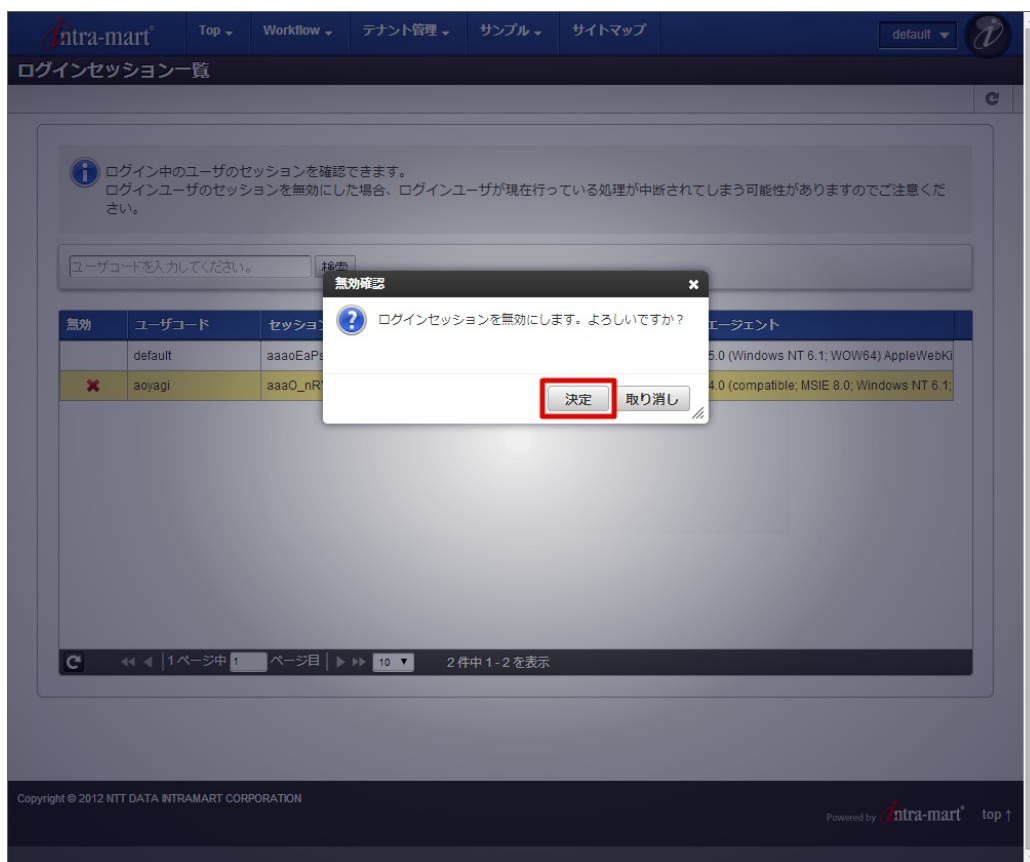 intra-mart
Top
Workflow
テナント管理
サンプル
サイトマップ
default
ログインセッション一覧
ログイン中のユーザのセッションを確認できます。
ログインユーザのセッションを無効にした場合、ログインユーザが現在行っている処理が中断されてしまう可能性がありますのでご注意くだ
さい。
ユーザコードを入力してください。 検索
無効確認
ログインセッションを無効にします。よろしいですか?
決定 取り消し
無効 ユーザコード セッション エージェント
default aaaoEaPs 5.0 (Windows NT 6.1; WOW64) AppleWebKi
aoyagi aaaO_nR 4.0 (compatible; MSIE 8.0; Windows NT 6.1;
1ページ中 1 ページ目 10 2件中 1 - 2 を表示
Copyright © 2012 NTT DATA INTRAMART CORPORATION
Powered by intra-mart top ↑